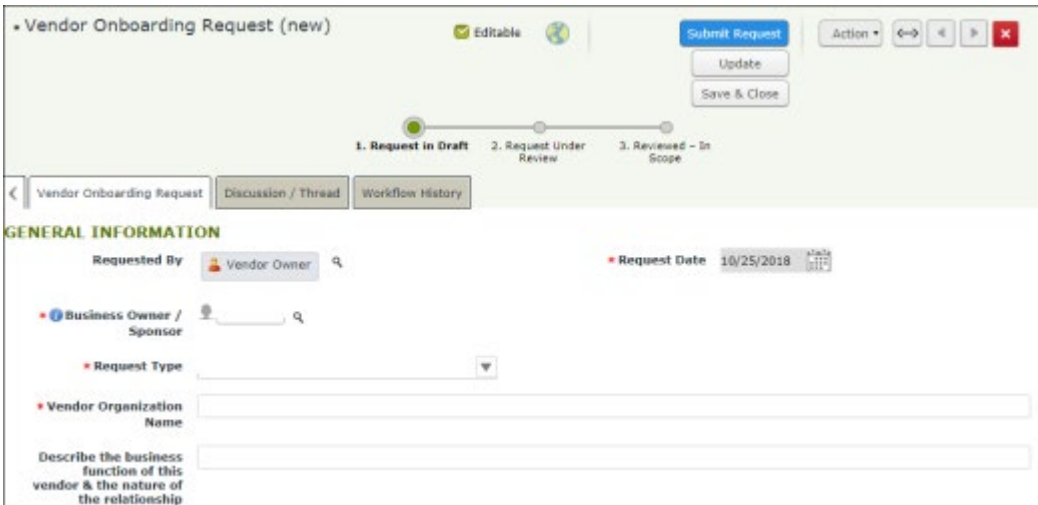 Vendor Onboarding Request (new)
Editable
Submit Request
Action
Update
Save & Close
1. Request in Draft
2. Request Under
Review
3. Reviewed – In
Scope
Vendor Onboarding Request
Discussion / Thread
Workflow History
GENERAL INFORMATION
Requested By
Vendor Owner
* Request Date
10/25/2018
* Business Owner /
Sponsor
* Request Type
* Vendor Organization
Name
Describe the business
function of this
vendor & the nature of
the relationship